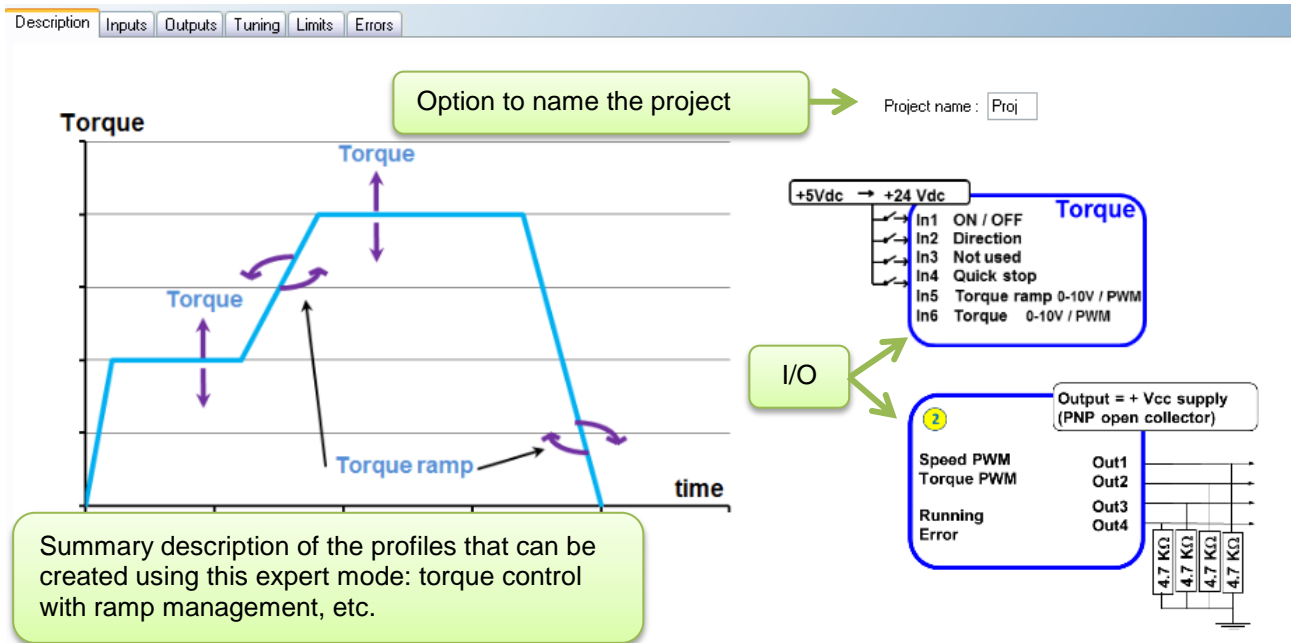 Description Inputs Outputs Tuning Limits Errors
Option to name the project
Project name : Proj
Torque
Torque
Torque
Torque ramp
time
+5Vdc → +24 Vdc
Torque
In1 ON / OFF
In2 Direction
In3 Not used
In4 Quick stop
In5 Torque ramp 0-10V / PWM
In6 Torque 0-10V / PWM
I/O
Output = + Vcc supply
(PNP open collector)
2
Speed PWM Out1
Torque PWM Out2
Running Out3
Error Out4
4.7 KΩ
4.7 KΩ
4.7 KΩ
4.7 KΩ
Summary description of the profiles that can be
created using this expert mode: torque control
with ramp management, etc.